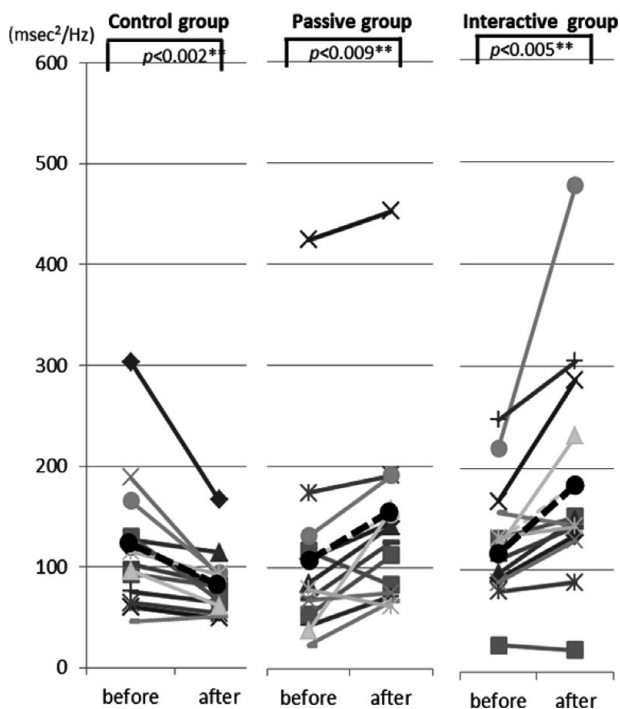 Control group Passive group Interactive group
(msec²/Hz)
p<0.002** p<0.009** p<0.005**
600
500
400
300
200
100
0
before after before after before after